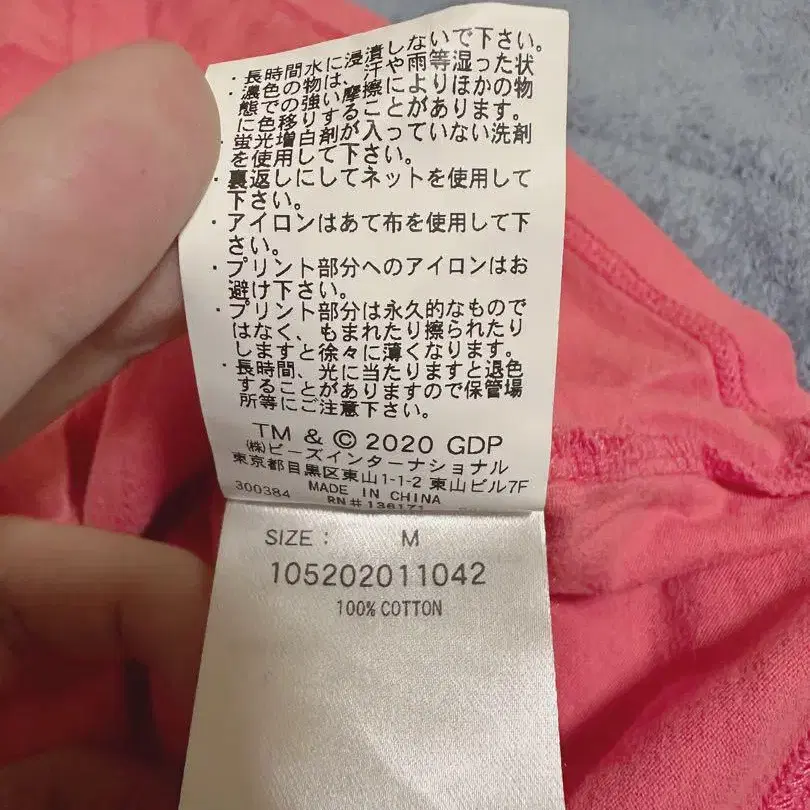 ・長時間水に浸漬しないで下さい。
・濃色の物は、汗や雨等湿った状
態での強い摩擦によりほかの物
に色移りすることがあります。
・蛍光増白剤が入っていない洗剤
を使用して下さい。
・裏返しにしてネットを使用して
下さい。
・アイロンはあて布を使用して下
さい。
・プリント部分へのアイロンはお
避け下さい。
・プリント部分は永久的なもので
はなく、もまれたり擦られたり
しますと徐々に薄くなります。
・長時間、光に当たりますと退色
することがありますので保管場
所等にご注意下さい。
TM & © 2020 GDP
㈱ビーズインターナショナル
東京都目黒区東山1-1-2 東山ビル7F
300384 MADE IN CHINA
RN# 136171
SIZE : M
105202011042
100% COTTON